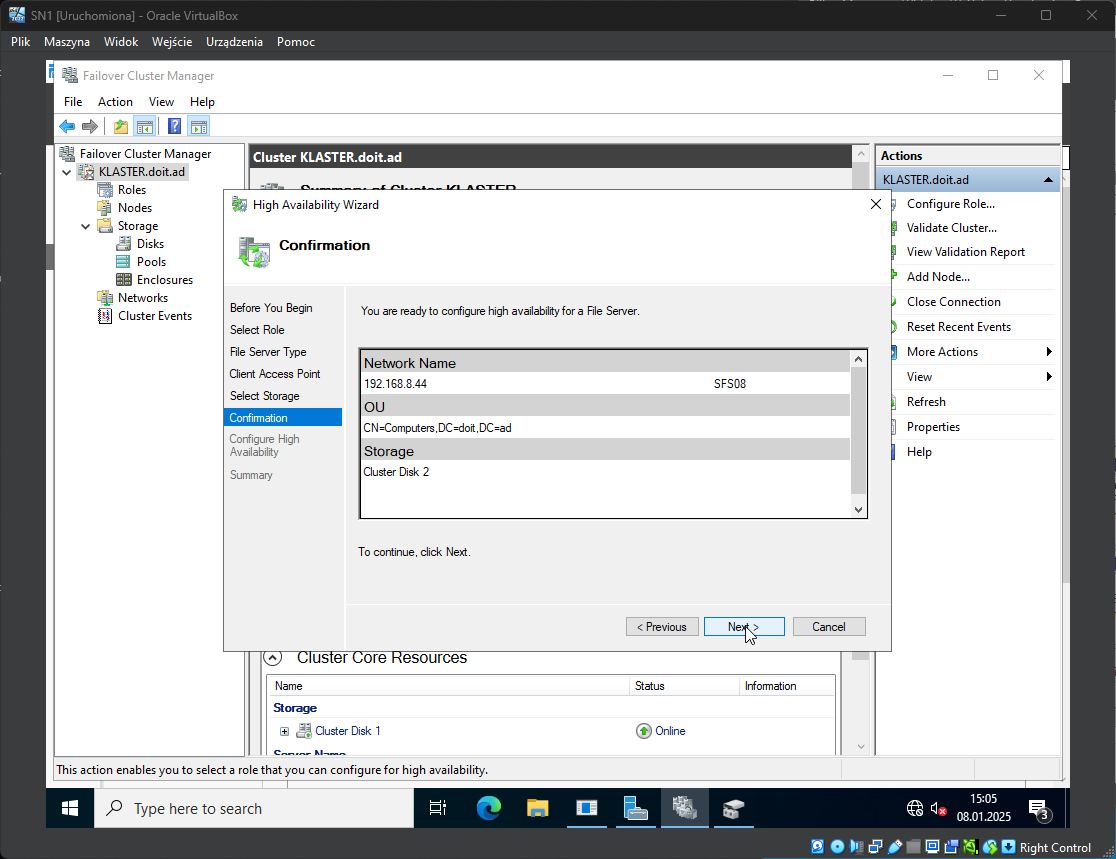 SN1 [Uruchomiona] - Oracle VirtualBox
Plik Maszyna Widok Wejście Urządzenia Pomoc
Failover Cluster Manager
File Action View Help
Failover Cluster Manager
KLASTER.doit.ad
Roles
Nodes
Storage
Disks
Pools
Enclosures
Networks
Cluster Events
Cluster KLASTER.doit.ad
Summary of Cluster KLASTER
High Availability Wizard
Confirmation
Before You Begin
Select Role
File Server Type
Client Access Point
Select Storage
Confirmation
Configure High
Availability
Summary
You are ready to configure high availability for a File Server.
Network Name
192.168.8.44 SFS08
OU
CN=Computers,DC=doit,DC=ad
Storage
Cluster Disk 2
To continue, click Next.
< Previous Next > Cancel
Cluster Core Resources
Name Status Information
Storage
Cluster Disk 1 Online
Server Name
Actions
KLASTER.doit.ad
Configure Role...
Validate Cluster...
View Validation Report
Add Node...
Close Connection
Reset Recent Events
More Actions
View
Refresh
Properties
Help
This action enables you to select a role that you can configure for high availability.
Type here to search
15:05
08.01.2025
3
Right Control